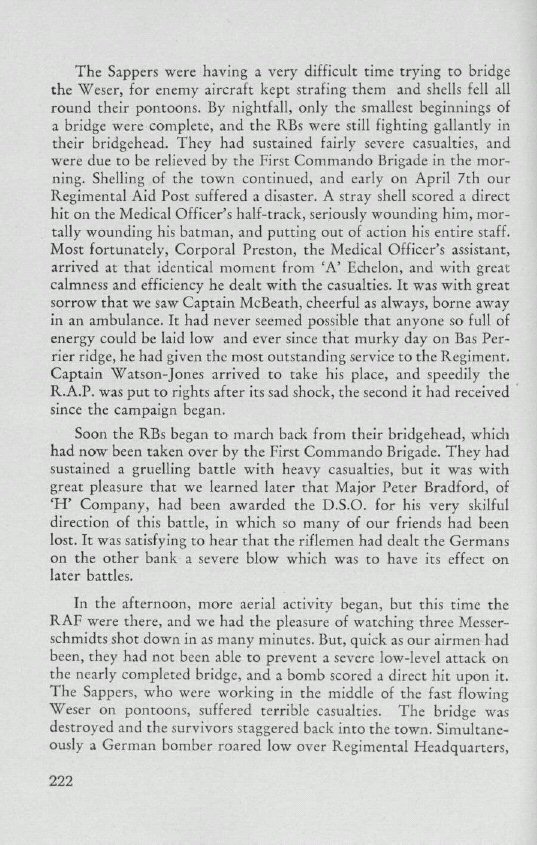 The Sappers were having a very difficult time trying to bridge
the Weser, for enemy aircraft kept strafing them and shells fell all
round their pontoons. By nightfall, only the smallest beginnings of
a bridge were complete, and the RBs were still fighting gallantly in
their bridgehead. They had sustained fairly severe casualties, and
were due to be relieved by the First Commando Brigade in the mor-
ning. Shelling of the town continued, and early on April 7th our
Regimental Aid Post suffered a disaster. A stray shell scored a direct
hit on the Medical Officer's half-track, seriously wounding him, mor-
tally wounding his batman, and putting out of action his entire staff.
Most fortunately, Corporal Preston, the Medical Officer's assistant,
arrived at that identical moment from 'A' Echelon, and with great
calmness and efficiency he dealt with the casualties. It was with great
sorrow that we saw Captain McBeath, cheerful as always, borne away
in an ambulance. It had never seemed possible that anyone so full of
energy could be laid low and ever since that murky day on Bas Per-
rier ridge, he had given the most outstanding service to the Regiment.
Captain Watson-Jones arrived to take his place, and speedily the
R.A.P. was put to rights after its sad shock, the second it had received
since the campaign began.
Soon the RBs began to march back from their bridgehead, which
had now been taken over by the First Commando Brigade. They had
sustained a gruelling battle with heavy casualties, but it was with
great pleasure that we learned later that Major Peter Bradford, of
'H' Company, had been awarded the D.S.O. for his very skilful
direction of this battle, in which so many of our friends had been
lost. It was satisfying to hear that the riflemen had dealt the Germans
on the other bank a severe blow which was to have its effect on
later battles.
In the afternoon, more aerial activity began, but this time the
RAF were there, and we had the pleasure of watching three Messer-
schmidts shot down in as many minutes. But, quick as our airmen had
been, they had not been able to prevent a severe low-level attack on
the nearly completed bridge, and a bomb scored a direct hit upon it.
The Sappers, who were working in the middle of the fast flowing
Weser on pontoons, suffered terrible casualties. The bridge was
destroyed and the survivors staggered back into the town. Simultane-
ously a German bomber roared low over Regimental Headquarters,
222